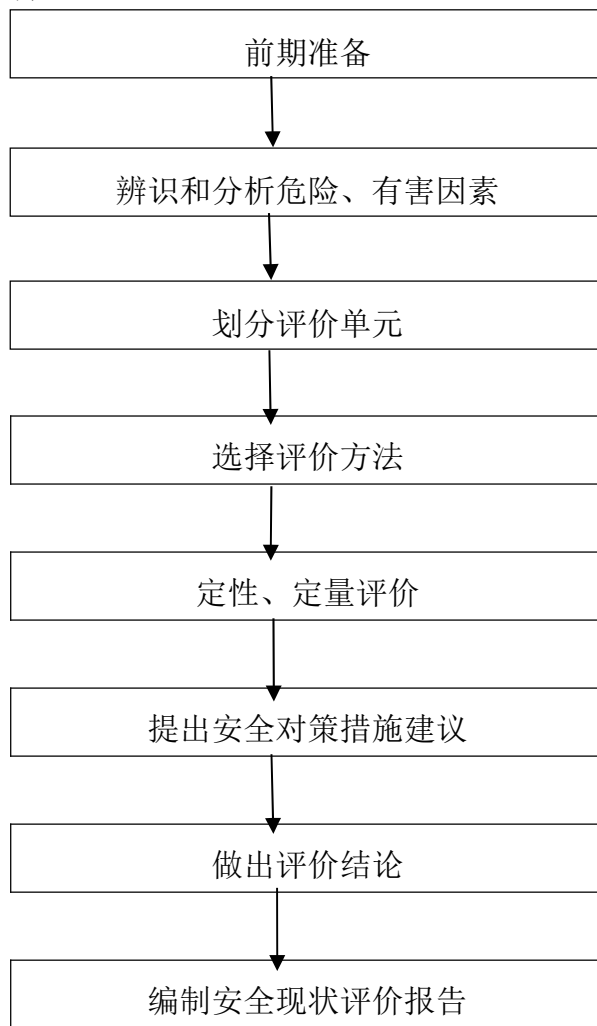 前期准备
辨识和分析危险、有害因素
划分评价单元
选择评价方法
定性、定量评价
提出安全对策措施建议
做出评价结论
编制安全现状评价报告